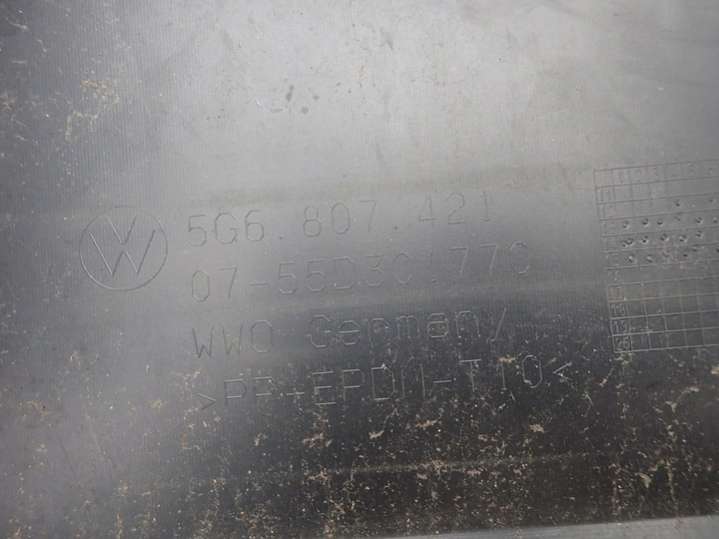 5G6.807.421
07-55D301770
WWO Germany
>PP+EPDM-T10<